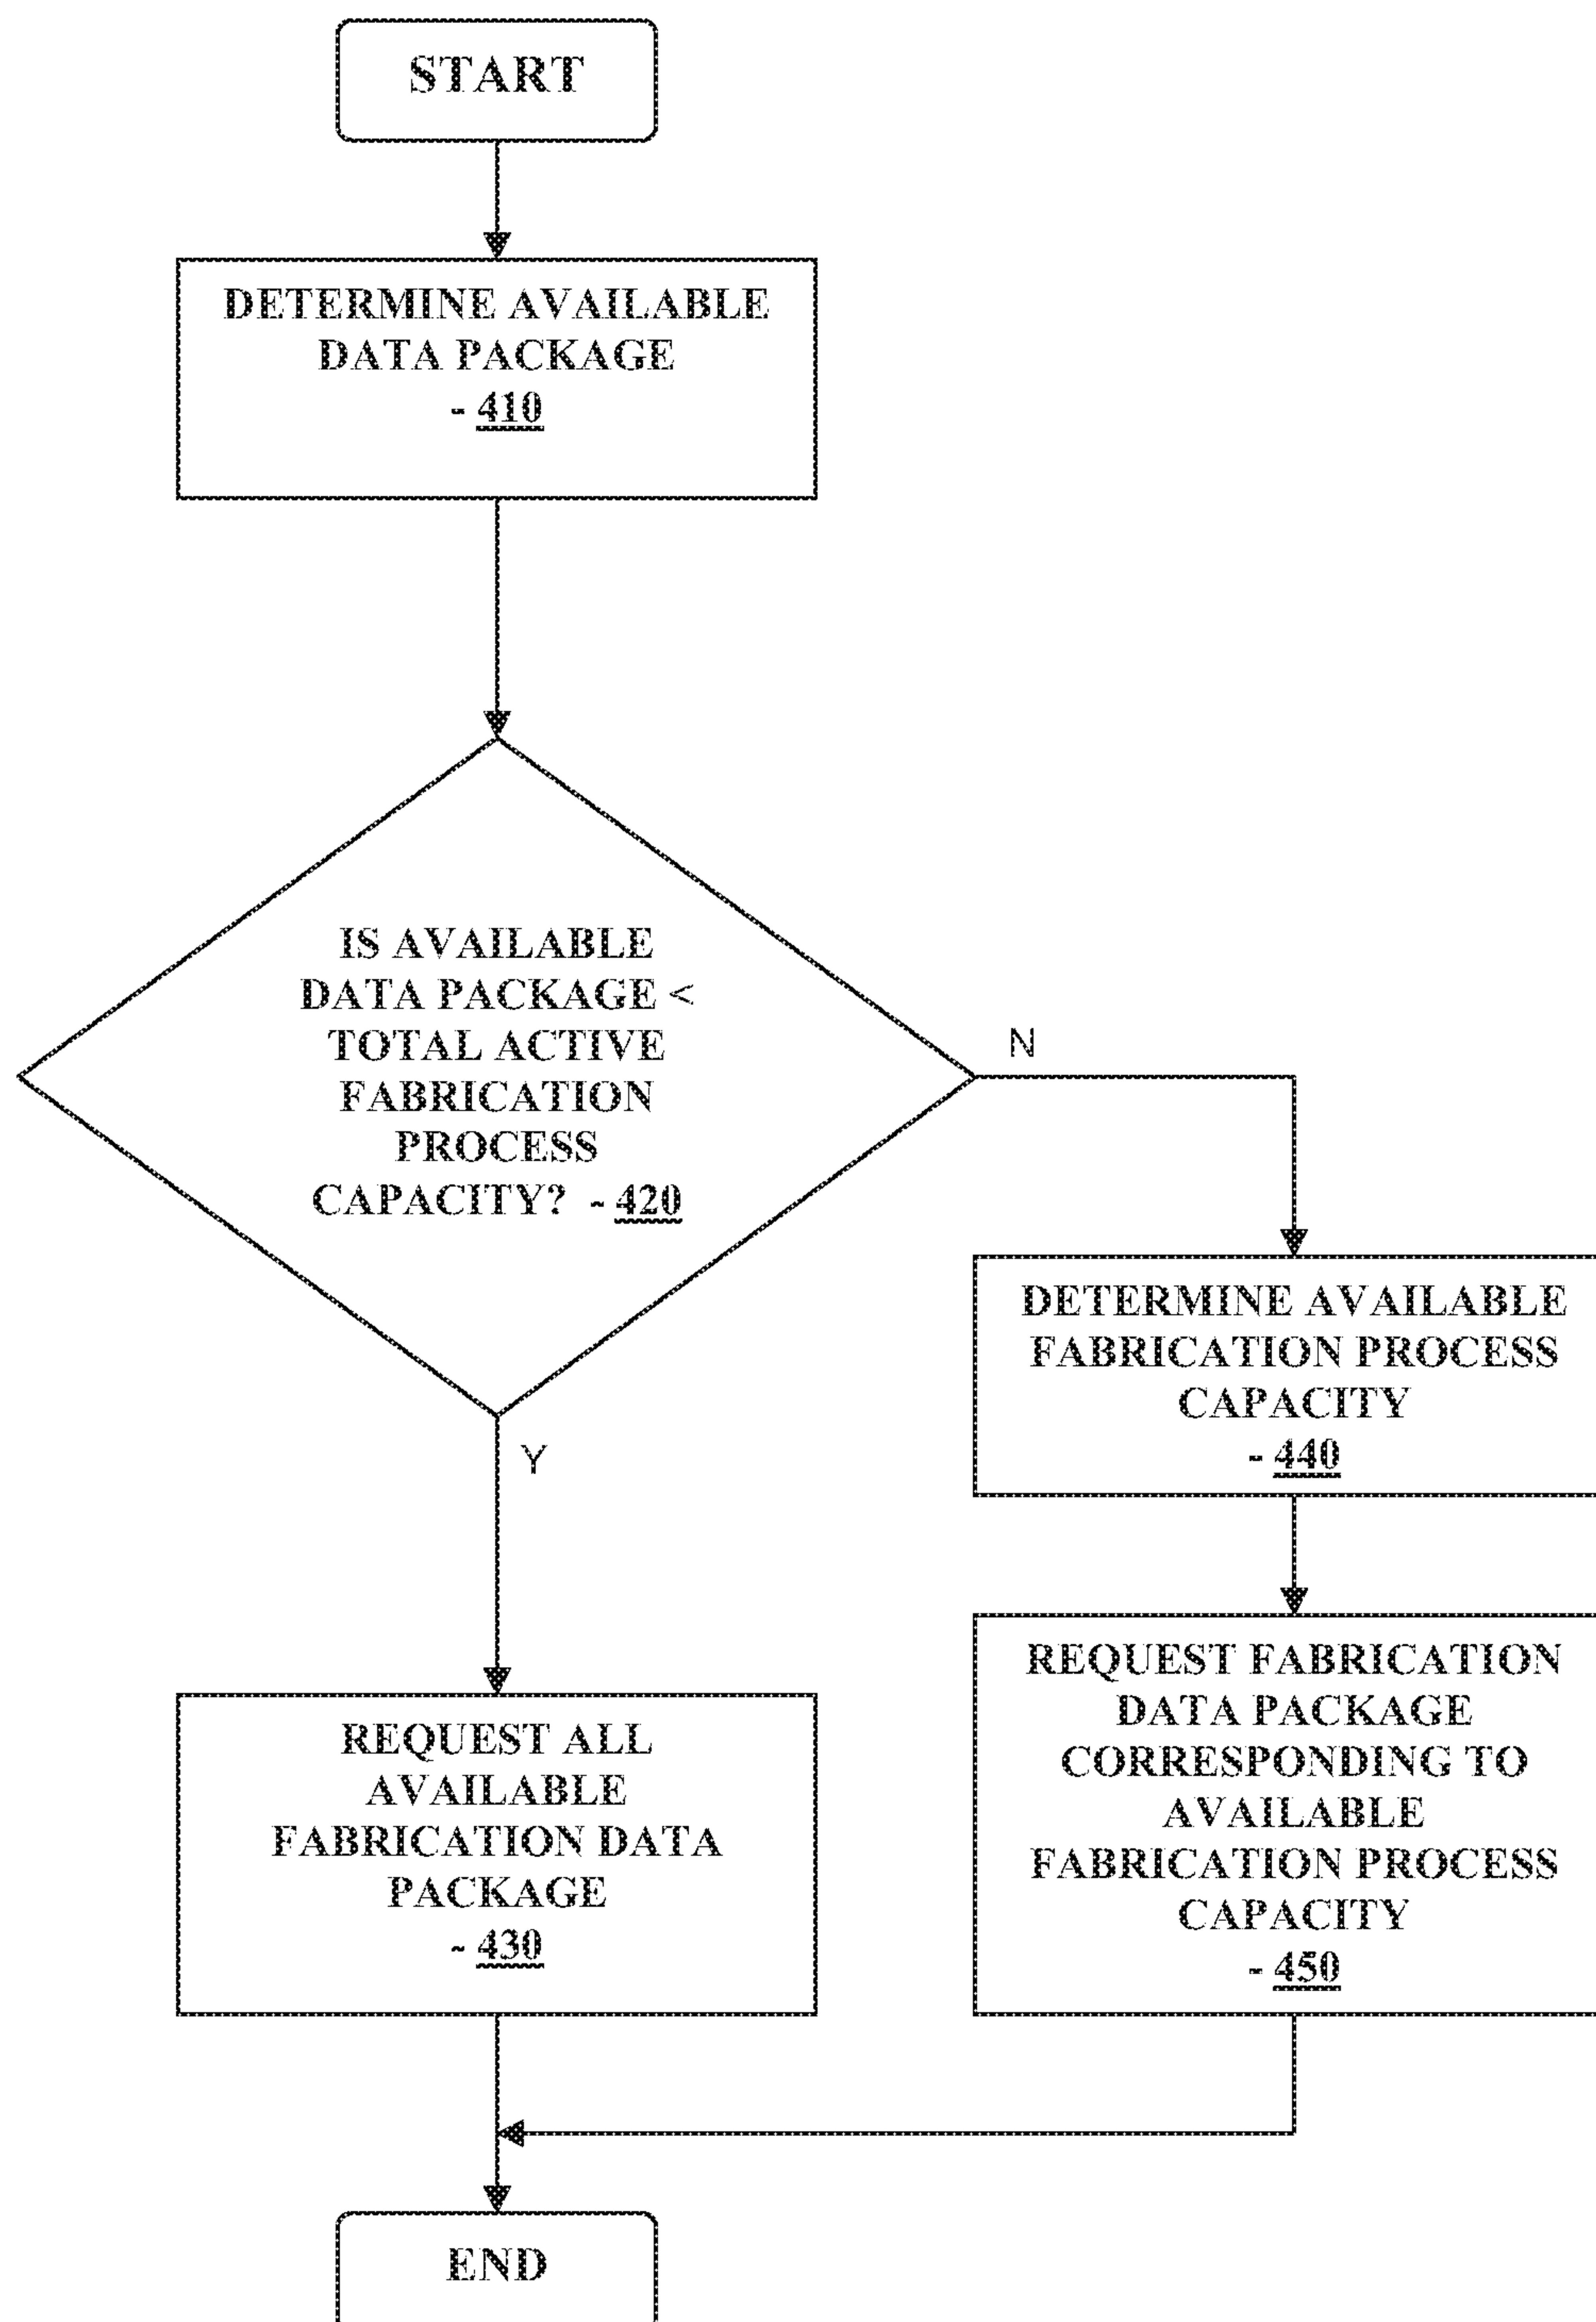 START
DETERMINE AVAILABLE
DATA PACKAGE
- 410
IS AVAILABLE
DATA PACKAGE <
TOTAL ACTIVE
FABRICATION
PROCESS
CAPACITY? - 420
N
Y
DETERMINE AVAILABLE
FABRICATION PROCESS
CAPACITY
- 440
REQUEST ALL
AVAILABLE
FABRICATION DATA
PACKAGE
- 430
REQUEST FABRICATION
DATA PACKAGE
CORRESPONDING TO
AVAILABLE
FABRICATION PROCESS
CAPACITY
- 450
END